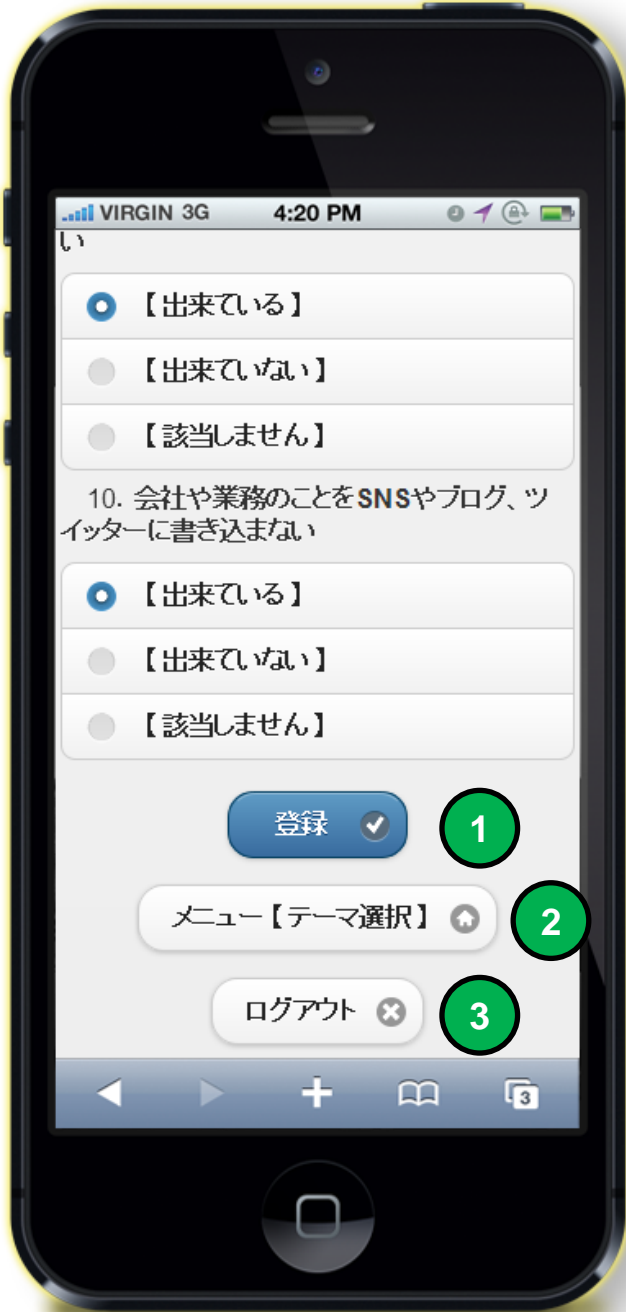 VIRGIN 3G 4:20 PM
い
【出来ている】
【出来ていない】
【該当しません】
10. 会社や業務のことをSNSやブログ、ツ
イッターに書き込まない
【出来ている】
【出来ていない】
【該当しません】
登録 1
メニュー【テーマ選択】 2
ログアウト 3
3